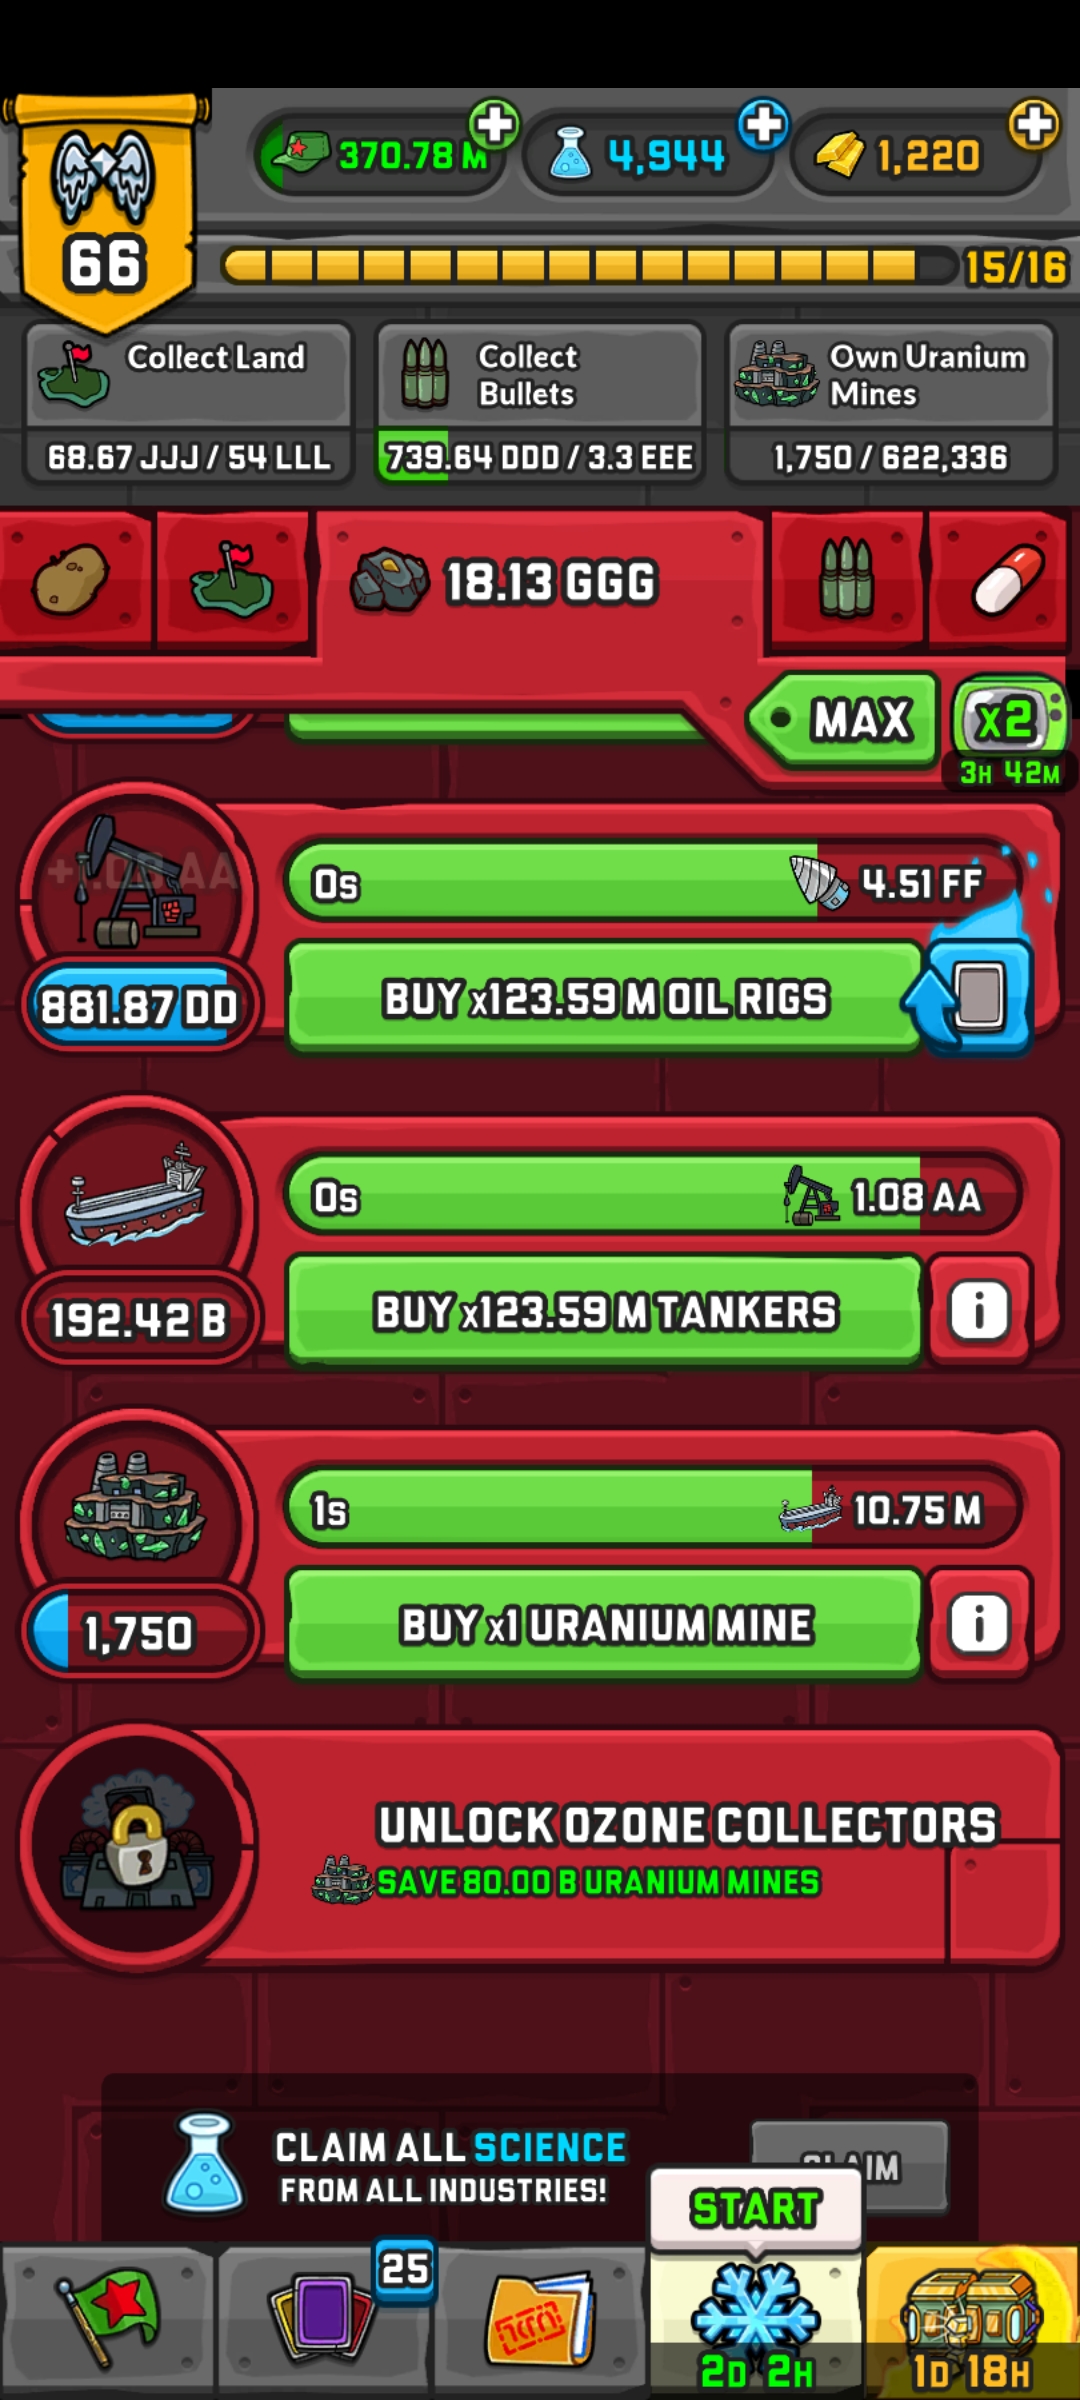 370.78 M
4,944
1,220
66
15/16
Collect Land
Collect
Bullets
Own Uranium
Mines
68.67 JJJ / 54 LLL
739.64 DDD / 3.3 EEE
1,750 / 622,336
18.13 GGG
MAX
x2
3H 42M
+1.08 AA
0s
4.51 FF
881.87 DD
BUY x123.59 M OIL RIGS
0s
1.08 AA
192.42 B
BUY x123.59 M TANKERS
i
1s
10.75 M
1,750
BUY x1 URANIUM MINE
i
UNLOCK OZONE COLLECTORS
SAVE 80.00 B URANIUM MINES
CLAIM ALL SCIENCE
FROM ALL INDUSTRIES!
CLAIM
START
25
2D 2H
1D 18H